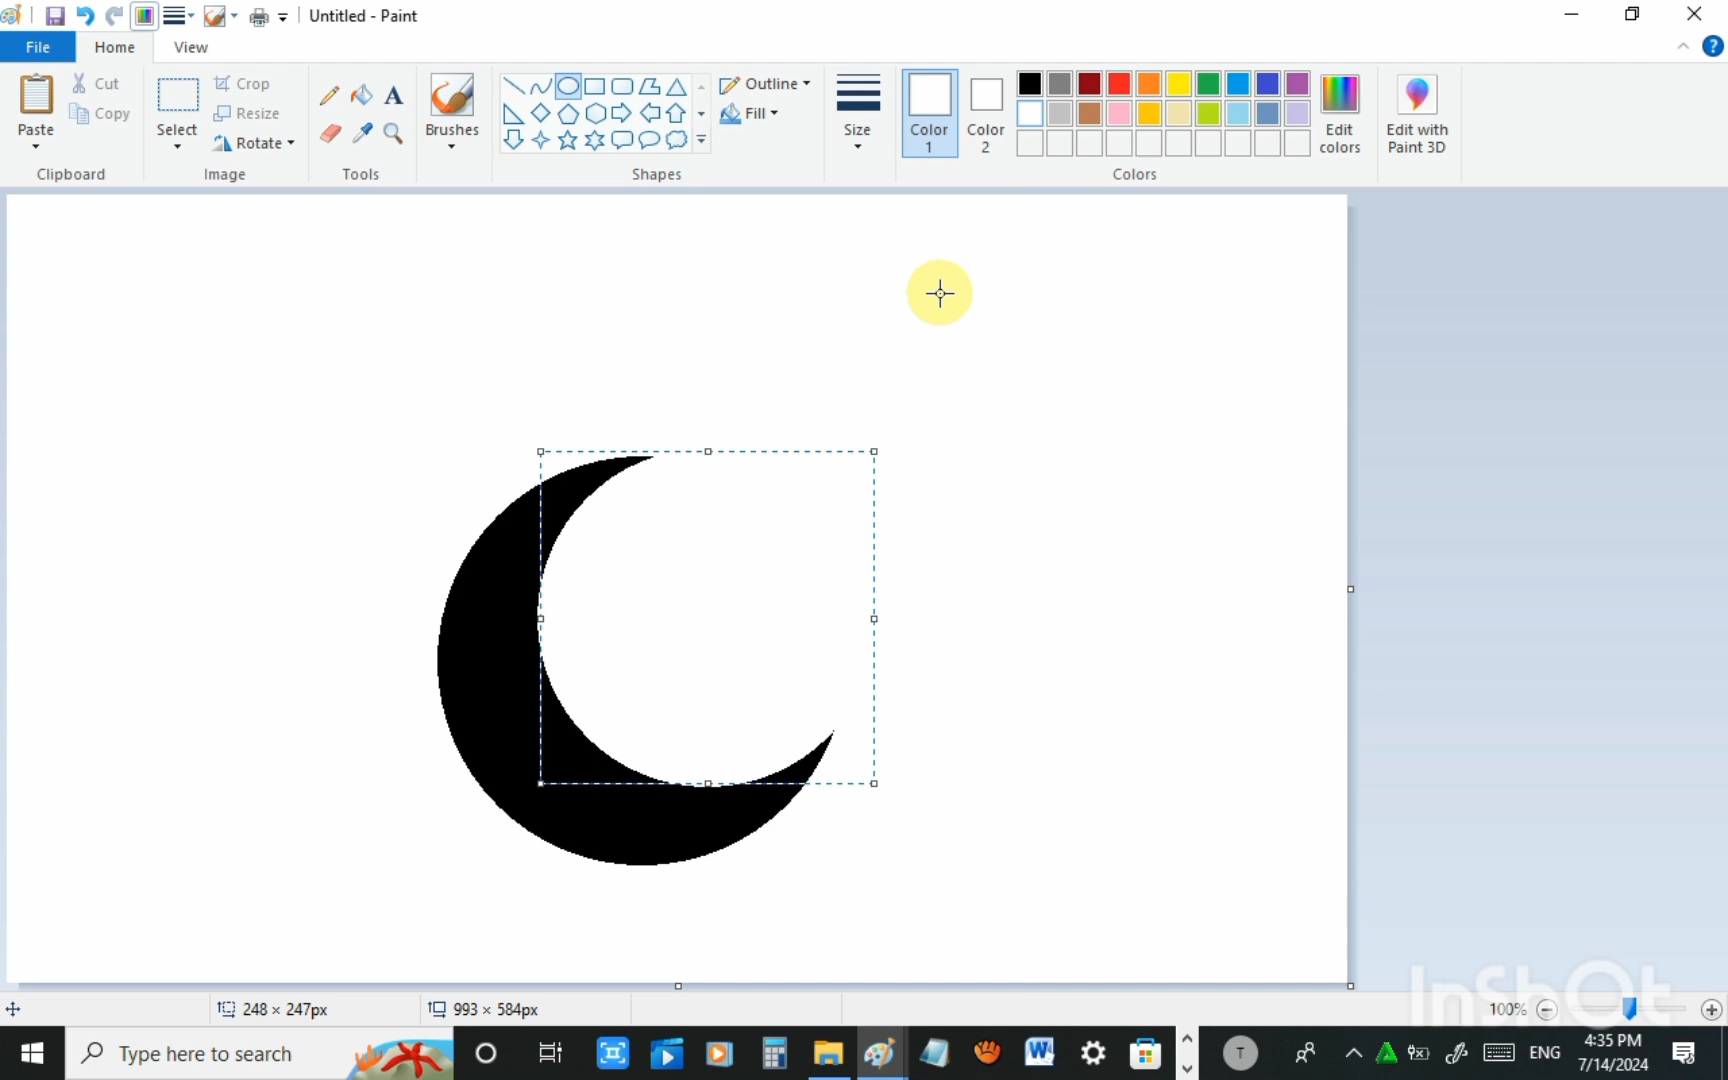 Untitled - Paint
File Home View
Cut
Copy
Paste
Clipboard
Crop
Resize
Rotate
Select
Image
A
Tools
Brushes
Outline
Fill
Shapes
Size
Color 1
Color 2
Edit colors
Edit with Paint 3D
Colors
248 × 247px
993 × 584px
100%
InShOt
Type here to search
T
ENG
4:35 PM
7/14/2024